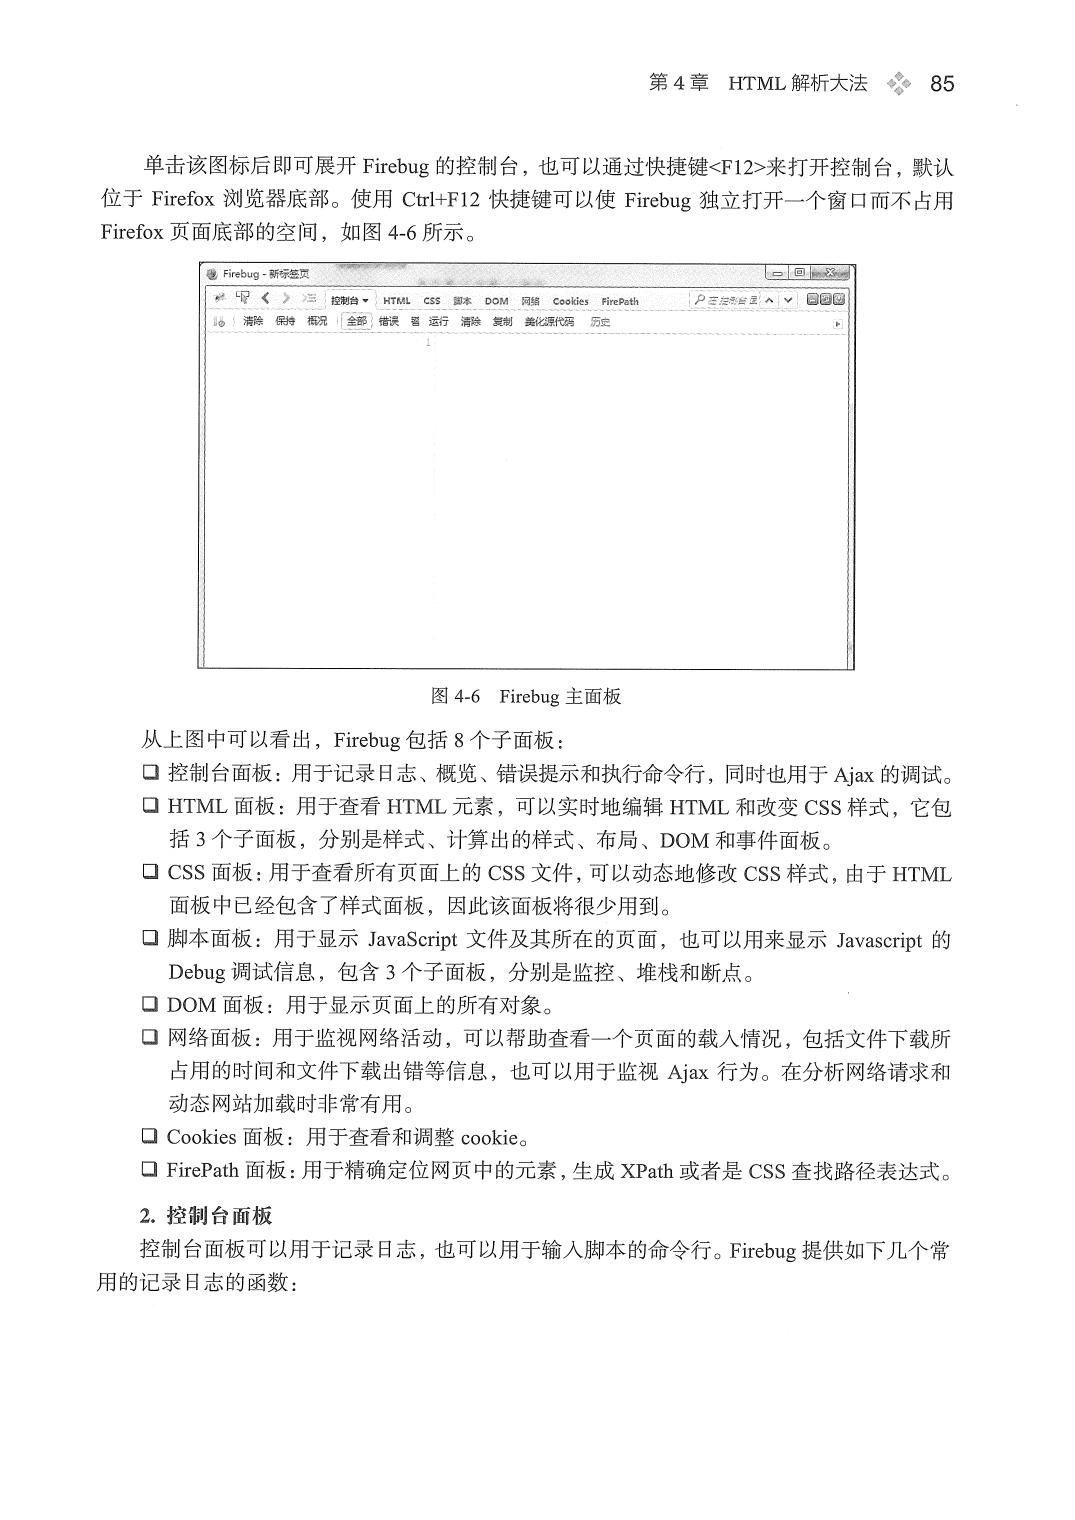 第 4 章 HTML 解析大法 85
单击该图标后即可展开 Firebug 的控制台，也可以通过快捷键<F12>来打开控制台，默认
位于 Firefox 浏览器底部。使用 Ctrl+F12 快捷键可以使 Firebug 独立打开一个窗口而不占用
Firefox 页面底部的空间，如图 4-6 所示。
Firebug - 新标签页
控制台 HTML CSS 脚本 DOM 网络 Cookies FirePath
清除 保持 概况 全部 错误 运行 清除 复制 美化源代码 历史
1
图 4-6 Firebug 主面板
从上图中可以看出，Firebug 包括 8 个子面板：
❑ 控制台面板：用于记录日志、概览、错误提示和执行命令行，同时也用于 Ajax 的调试。
❑ HTML 面板：用于查看 HTML 元素，可以实时地编辑 HTML 和改变 CSS 样式，它包
括 3 个子面板，分别是样式、计算出的样式、布局、DOM 和事件面板。
❑ CSS 面板：用于查看所有页面上的 CSS 文件，可以动态地修改 CSS 样式，由于 HTML
面板中已经包含了样式面板，因此该面板将很少用到。
❑ 脚本面板：用于显示 JavaScript 文件及其所在的页面，也可以用来显示 Javascript 的
Debug 调试信息，包含 3 个子面板，分别是监控、堆栈和断点。
❑ DOM 面板：用于显示页面上的所有对象。
❑ 网络面板：用于监视网络活动，可以帮助查看一个页面的载入情况，包括文件下载所
占用的时间和文件下载出错等信息，也可以用于监视 Ajax 行为。在分析网络请求和
动态网站加载时非常有用。
❑ Cookies 面板：用于查看和调整 cookie。
❑ FirePath 面板：用于精确定位网页中的元素，生成 XPath 或者是 CSS 查找路径表达式。
2. 控制台面板
控制台面板可以用于记录日志，也可以用于输入脚本的命令行。Firebug 提供如下几个常
用的记录日志的函数：